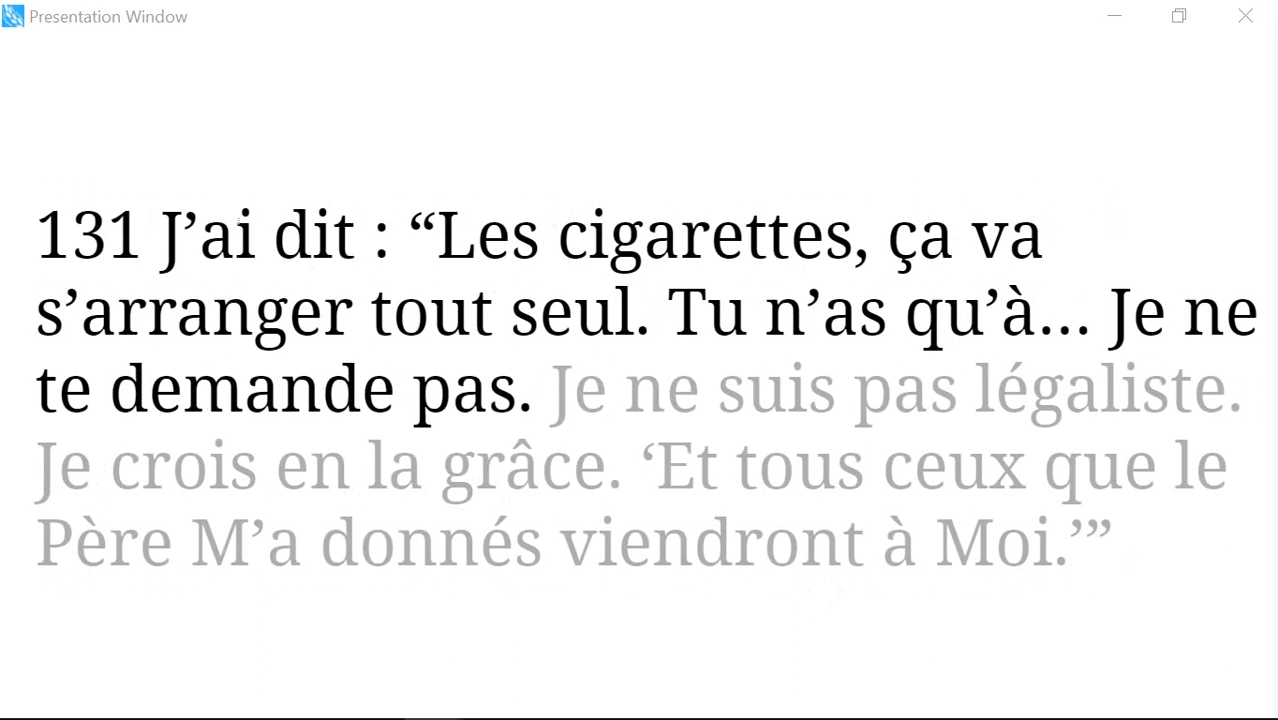 Presentation Window
131 J’ai dit : “Les cigarettes, ça va
s’arranger tout seul. Tu n’as qu’à… Je ne
te demande pas. Je ne suis pas légaliste.
Je crois en la grâce. ‘Et tous ceux que le
Père M’a donnés viendront à Moi.’”